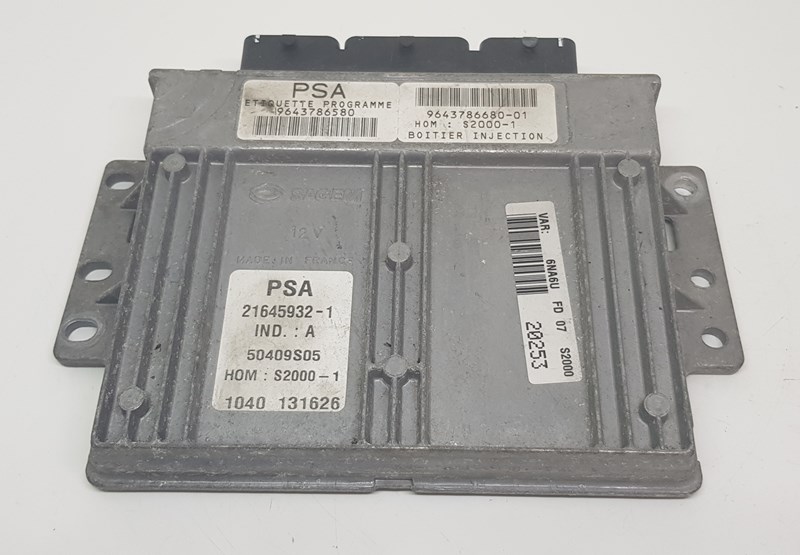 PSA
ETIQUETTE PROGRAMME
9643786580
9643786680-01
HOM : S2000-1
BOITIER INJECTION
SAGEM
12V
MADE IN FRANCE
PSA
21645932-1
IND. : A
50409S05
HOM : S2000-1
1040 131626
VAR: 6NA6U FD 07 S2000
20253